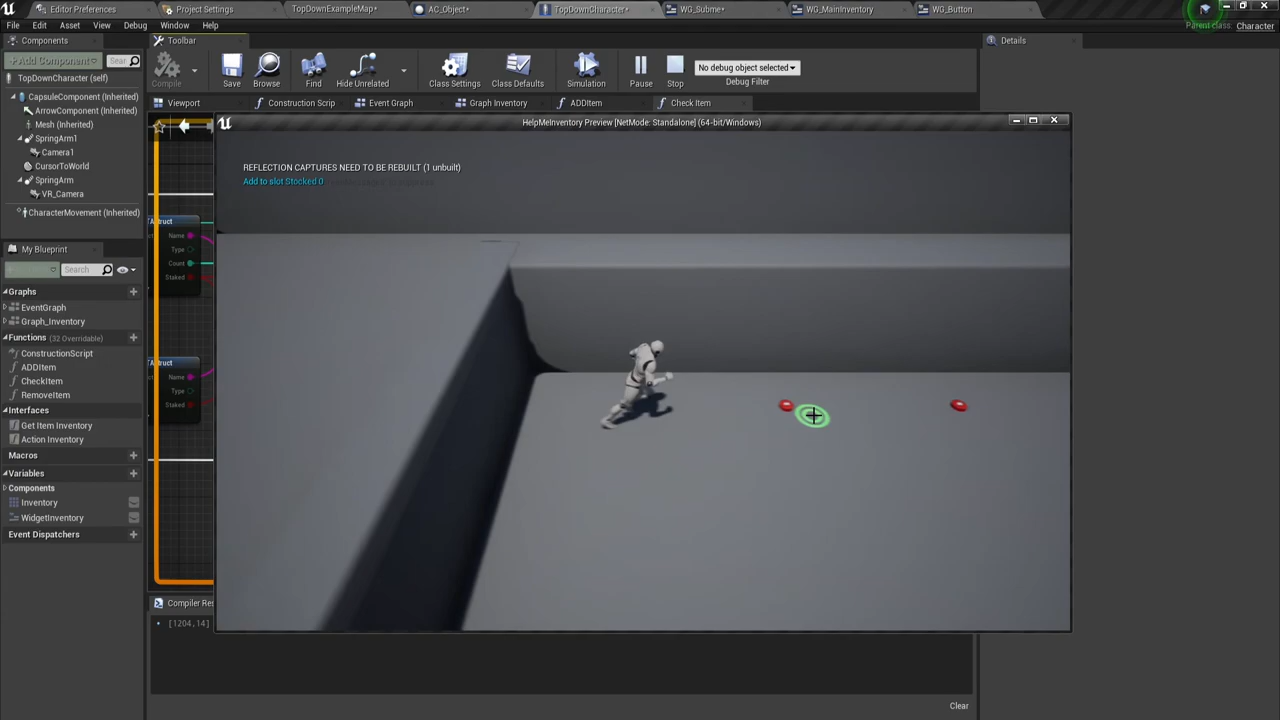 Editor Preferences
Project Settings
TopDownExampleMap*
AC_Object*
TopDownCharacter*
WG_Subme*
WG_MainInventory
WG_Button
File Edit Asset View Debug Window Help
Parent class: Character
Components
Toolbar
Details
+Add Component
Sear
Compile
Save
Browse
Find
Hide Unrelated
Class Settings
Class Defaults
Simulation
Pause
Stop
No debug object selected
Debug Filter
TopDownCharacter (self)
CapsuleComponent (Inherited)
ArrowComponent (Inherited)
Mesh (Inherited)
SpringArm1
Camera1
CursorToWorld
SpringArm
VR_Camera
CharacterMovement (Inherited)
Viewport
Construction Scrip
Event Graph
Graph Inventory
ADDItem
Check Item
HelpMeInventory Preview [NetMode: Standalone] (64-bit/Windows)
REFLECTION CAPTURES NEED TO BE REBUILT (1 unbuilt)
Add to slot Stocked 0
Name
Type
Count
Staked
Name
Type
Staked
My Blueprint
Search
Graphs
EventGraph
Graph_Inventory
Functions (32 Overridable)
ConstructionScript
ADDItem
CheckItem
RemoveItem
Interfaces
Get Item Inventory
Action Inventory
Macros
Variables
Components
Inventory
WidgetInventory
Event Dispatchers
Compiler Res
[1204,14]
Clear